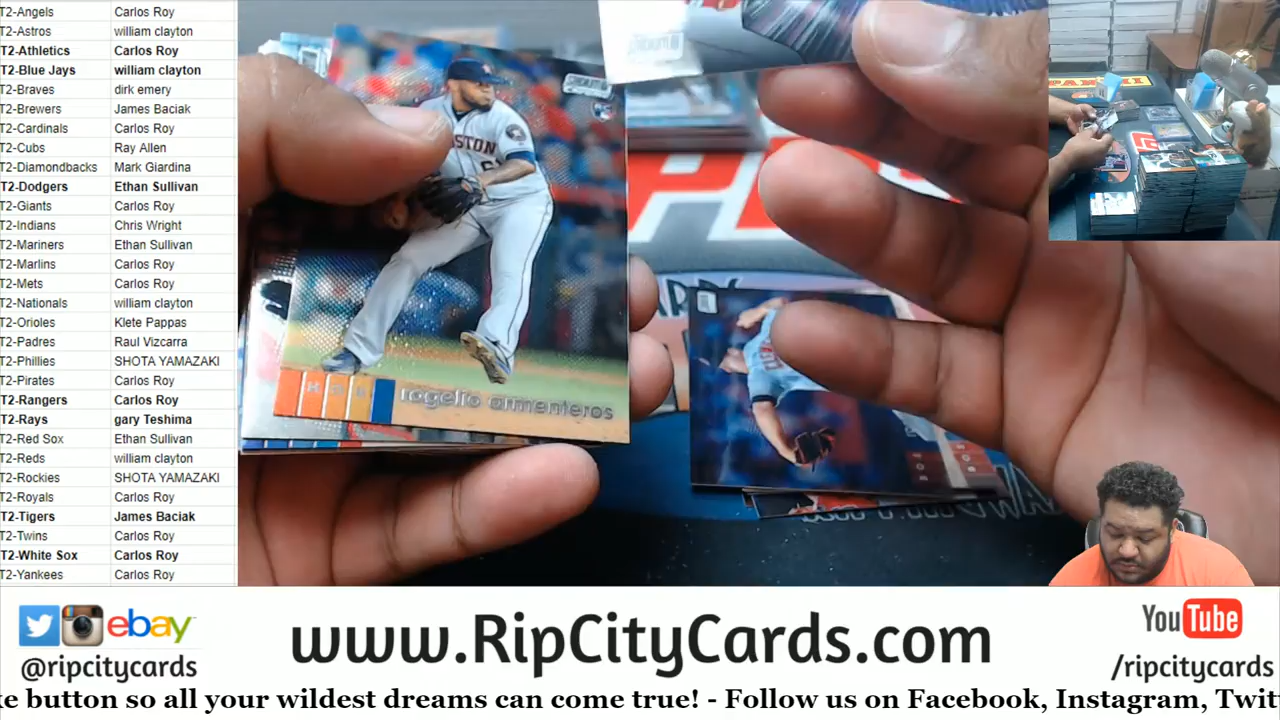 T2-Angels Carlos Roy
T2-Astros william clayton
T2-Athletics Carlos Roy
T2-Blue Jays william clayton
T2-Braves dirk emery
T2-Brewers James Baciak
T2-Cardinals Carlos Roy
T2-Cubs Ray Allen
T2-Diamondbacks Mark Giardina
T2-Dodgers Ethan Sullivan
T2-Giants Carlos Roy
T2-Indians Chris Wright
T2-Mariners Ethan Sullivan
T2-Marlins Carlos Roy
T2-Mets Carlos Roy
T2-Nationals william clayton
T2-Orioles Klete Pappas
T2-Padres Raul Vizcarra
T2-Phillies SHOTA YAMAZAKI
T2-Pirates Carlos Roy
T2-Rangers Carlos Roy
T2-Rays gary Teshima
T2-Red Sox Ethan Sullivan
T2-Reds william clayton
T2-Rockies SHOTA YAMAZAKI
T2-Royals Carlos Roy
T2-Tigers James Baciak
T2-Twins Carlos Roy
T2-White Sox Carlos Roy
T2-Yankees Carlos Roy
rogelio armenteros
PANINI
ebay
@ripcitycards
www.RipCityCards.com
YouTube
/ripcitycards
ke button so all your wildest dreams can come true! - Follow us on Facebook, Instagram, Twit